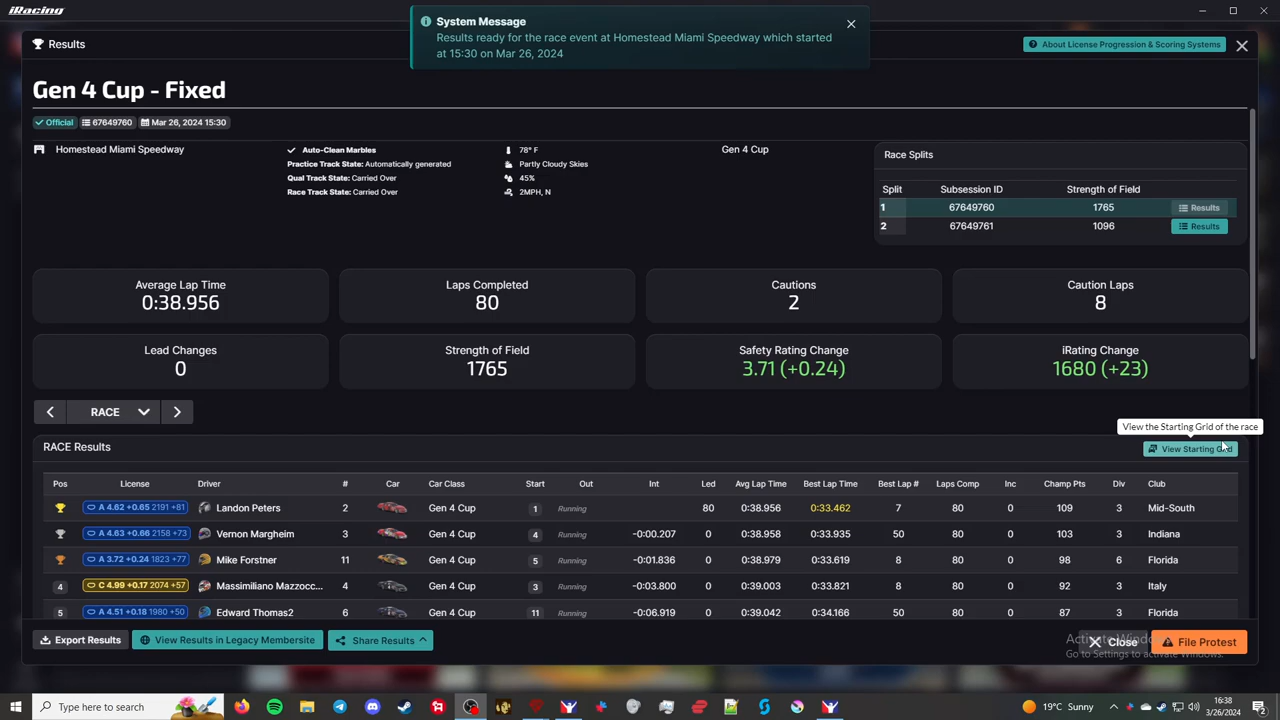 iRacing
System Message
Results ready for the race event at Homestead Miami Speedway which started
at 15:30 on Mar 26, 2024
Results
About License Progression & Scoring Systems
Gen 4 Cup - Fixed
Official 67649760 Mar 26, 2024 15:30
Homestead Miami Speedway
Auto-Clean Marbles
Practice Track State: Automatically generated
Qual Track State: Carried Over
Race Track State: Carried Over
78° F
Partly Cloudy Skies
45%
2MPH, N
Gen 4 Cup
Race Splits
Split Subsession ID Strength of Field
1 67649760 1765 Results
2 67649761 1096 Results
Average Lap Time
0:38.956
Laps Completed
80
Cautions
2
Caution Laps
8
Lead Changes
0
Strength of Field
1765
Safety Rating Change
3.71 (+0.24)
iRating Change
1680 (+23)
RACE
View the Starting Grid of the race
RACE Results
View Starting Grid
Pos License Driver # Car Car Class Start Out Int Led Avg Lap Time Best Lap Time Best Lap # Laps Comp Inc Champ Pts Div Club
A 4.62 +0.65 2191 +81 Landon Peters 2 Gen 4 Cup 1 Running 80 0:38.956 0:33.462 7 80 0 109 3 Mid-South
A 4.63 +0.66 2158 +73 Vernon Margheim 3 Gen 4 Cup 4 Running -0:00.207 0 0:38.958 0:33.935 50 80 0 103 3 Indiana
A 3.72 +0.24 1823 +77 Mike Forstner 11 Gen 4 Cup 5 Running -0:01.836 0 0:38.979 0:33.619 8 80 0 98 6 Florida
4 C 4.99 +0.17 2074 +57 Massimiliano Mazzocc... 4 Gen 4 Cup 3 Running -0:03.800 0 0:39.003 0:33.821 8 80 0 92 3 Italy
5 A 4.51 +0.18 1980 +50 Edward Thomas2 6 Gen 4 Cup 11 Running -0:06.919 0 0:39.042 0:34.166 50 80 0 87 3 Florida
Export Results
View Results in Legacy Membersite
Share Results
Close
File Protest
Activate Windo
Go to Settings to activate Windows.
Type here to search
19°C Sunny
16:38
3/26/2024